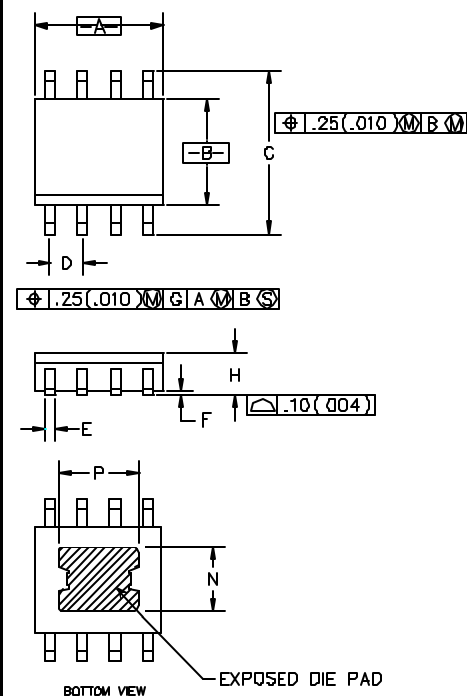 -A-
⌖ .25(.010)Ⓜ B Ⓜ
-B-
C
D
⌖ .25(.010)Ⓜ G A Ⓜ B Ⓢ
H
⌓ .10(.004)
F
E
P
N
EXPOSED DIE PAD
BOTTOM VIEW